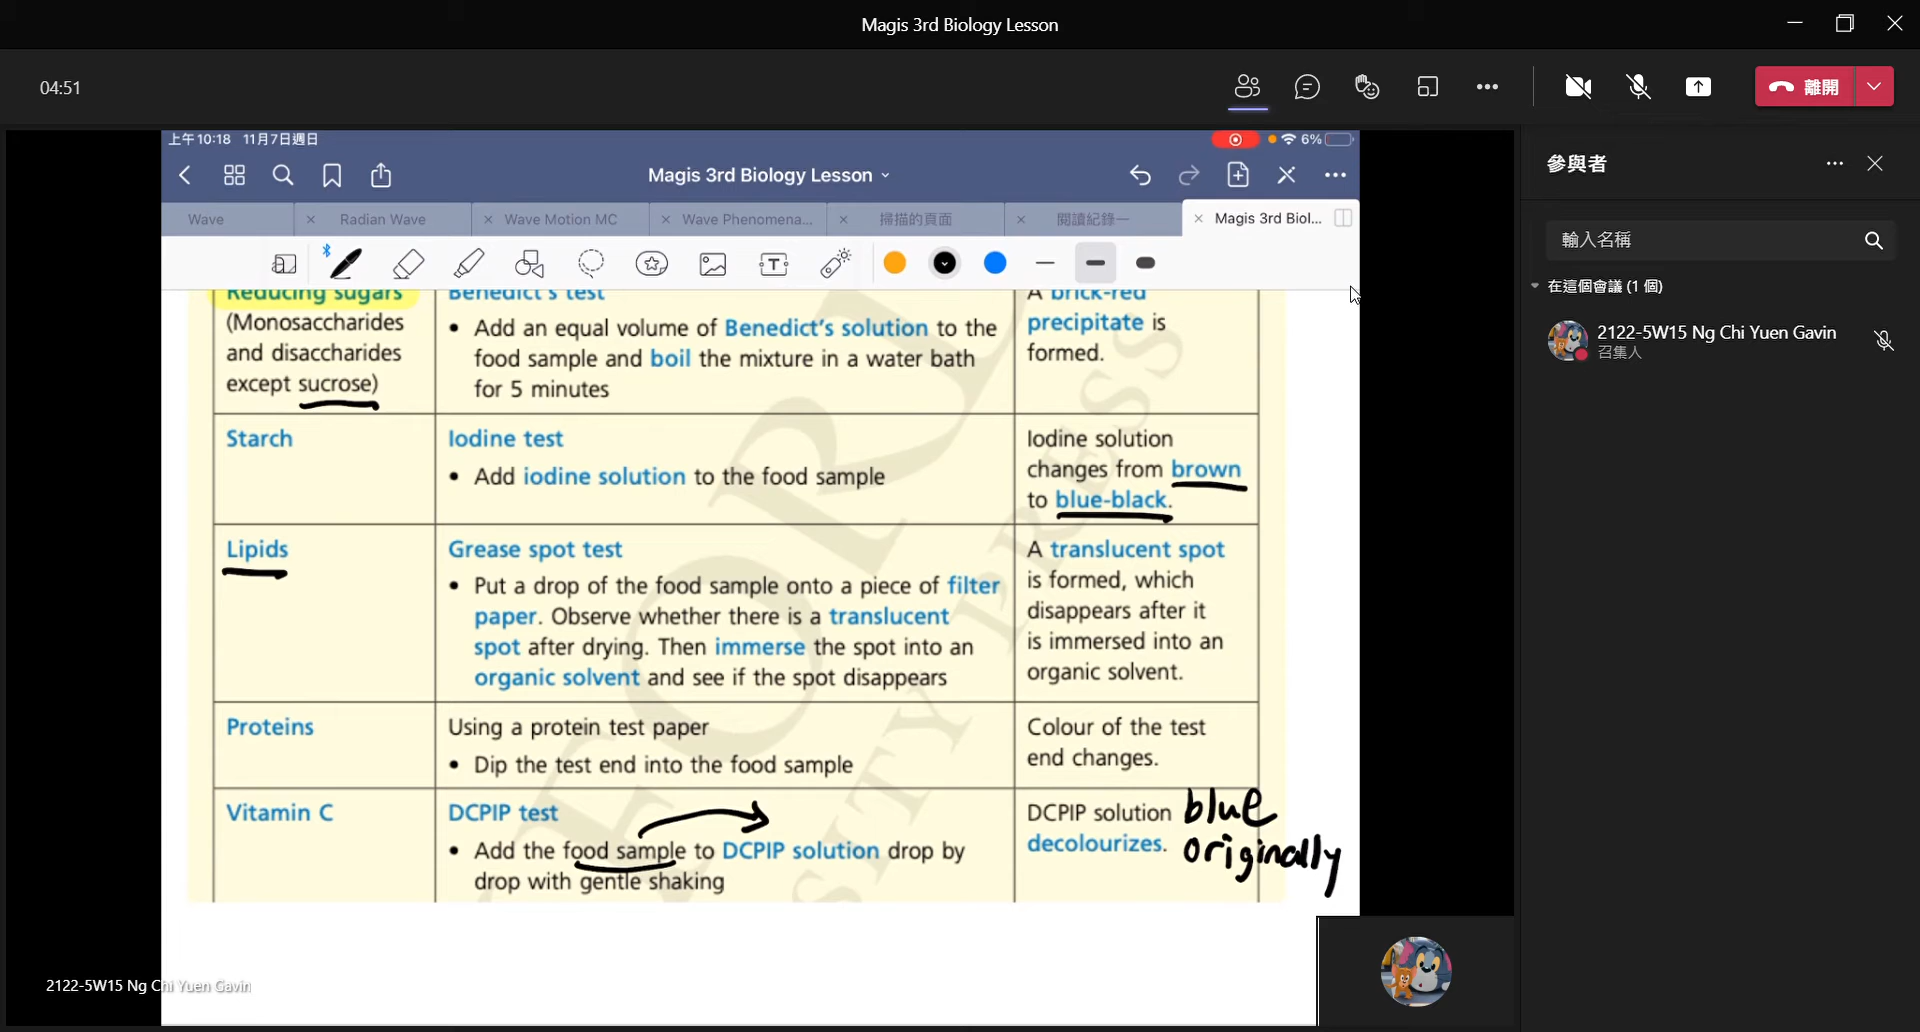 Magis 3rd Biology Lesson
04:51
離開
上午10:18 11月7日週日
6%
Magis 3rd Biology Lesson
Wave
Radian Wave
Wave Motion MC
Wave Phenomena...
掃描的頁面
閱讀紀錄一
Magis 3rd Biol...
Reducing sugars
(Monosaccharides
and disaccharides
except sucrose)
Benedict's test
• Add an equal volume of Benedict's solution to the
food sample and boil the mixture in a water bath
for 5 minutes
A brick-red
precipitate is
formed.
Starch
Iodine test
• Add iodine solution to the food sample
Iodine solution
changes from brown
to blue-black.
Lipids
Grease spot test
• Put a drop of the food sample onto a piece of filter
paper. Observe whether there is a translucent
spot after drying. Then immerse the spot into an
organic solvent and see if the spot disappears
A translucent spot
is formed, which
disappears after it
is immersed into an
organic solvent.
Proteins
Using a protein test paper
• Dip the test end into the food sample
Colour of the test
end changes.
Vitamin C
DCPIP test
• Add the food sample to DCPIP solution drop by
drop with gentle shaking
DCPIP solution
decolourizes.
blue
originally
2122-5W15 Ng Chi Yuen Gavin
參與者
輸入名稱
在這個會議 (1 個)
2122-5W15 Ng Chi Yuen Gavin
召集人